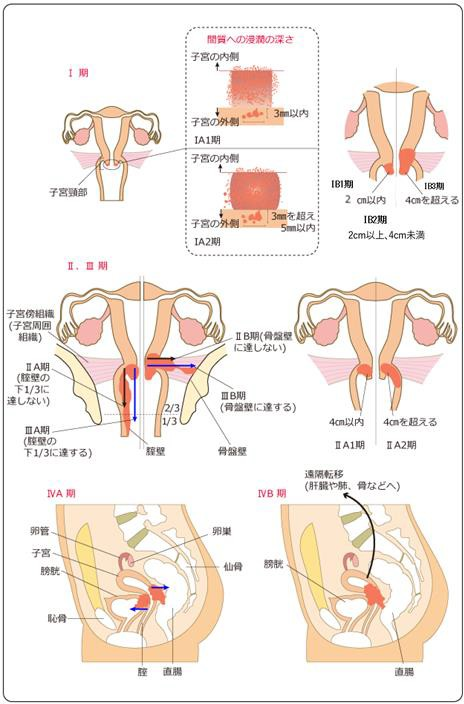 間質への浸潤の深さ
Ⅰ 期
子宮の内側
3㎜以内
子宮の外側
ⅠA1期
子宮の内側
子宮頸部
子宮の外側
3㎜を超え
5㎜以内
ⅠA2期
ⅠB1期
2 ㎝以内
ⅠB3期
4㎝を超える
ⅠB2期
2cm以上、4cm未満
Ⅱ、Ⅲ 期
子宮傍組織
(子宮周囲
組織)
ⅡA期
(腟壁の
下1/3に
達しない)
ⅢA期
(腟壁の
下1/3に達する)
腟壁
ⅡB期(骨盤壁
に達しない)
ⅢB期
(骨盤壁に達する)
2/3
1/3
骨盤壁
4㎝以内
4㎝を超える
ⅡA1期
ⅡA2期
ⅣA 期
卵管
子宮
膀胱
恥骨
卵巣
仙骨
腟
直腸
ⅣB 期
遠隔転移
(肝臓や肺、骨などへ)
膀胱
直腸